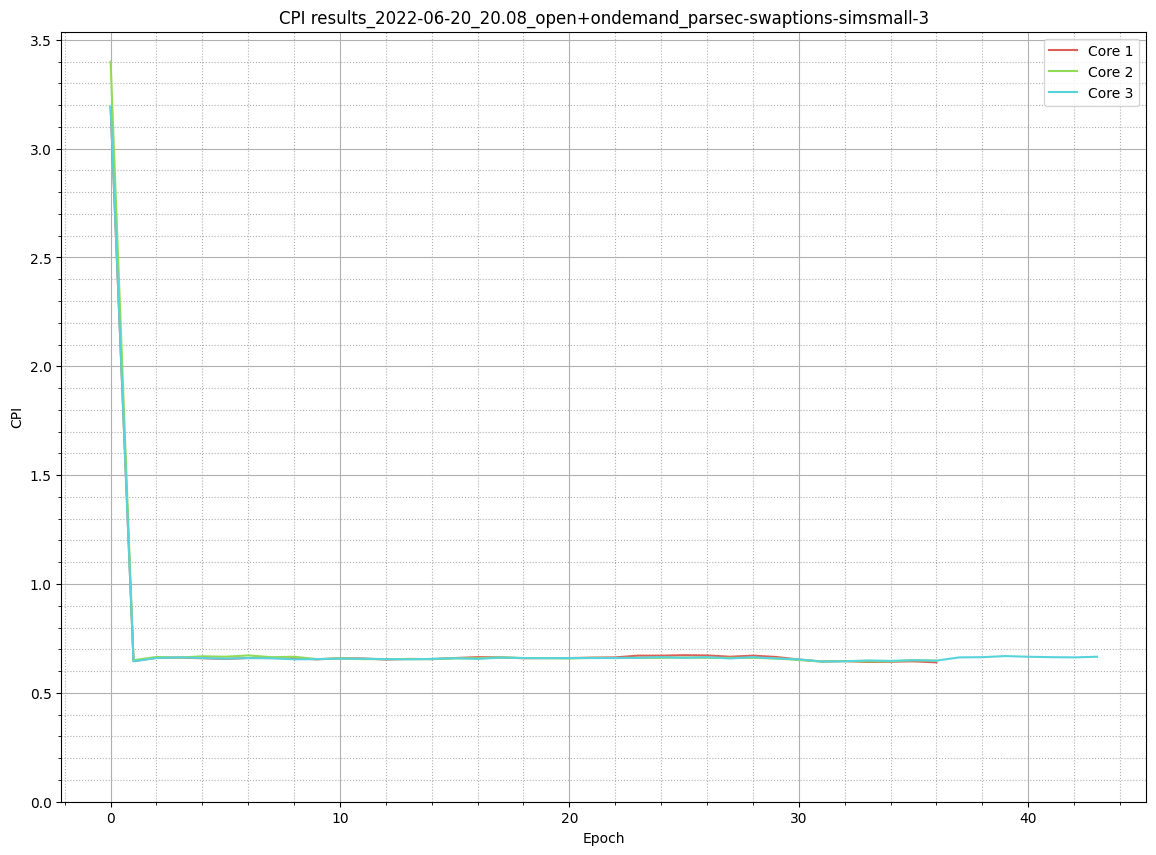 CPI results_2022-06-20_20.08_open+ondemand_parsec-swaptions-simsmall-3
3.5
3.0
2.5
2.0
1.5
1.0
0.5
0.0
CPI
0 10 20 30 40
Epoch
Core 1
Core 2
Core 3